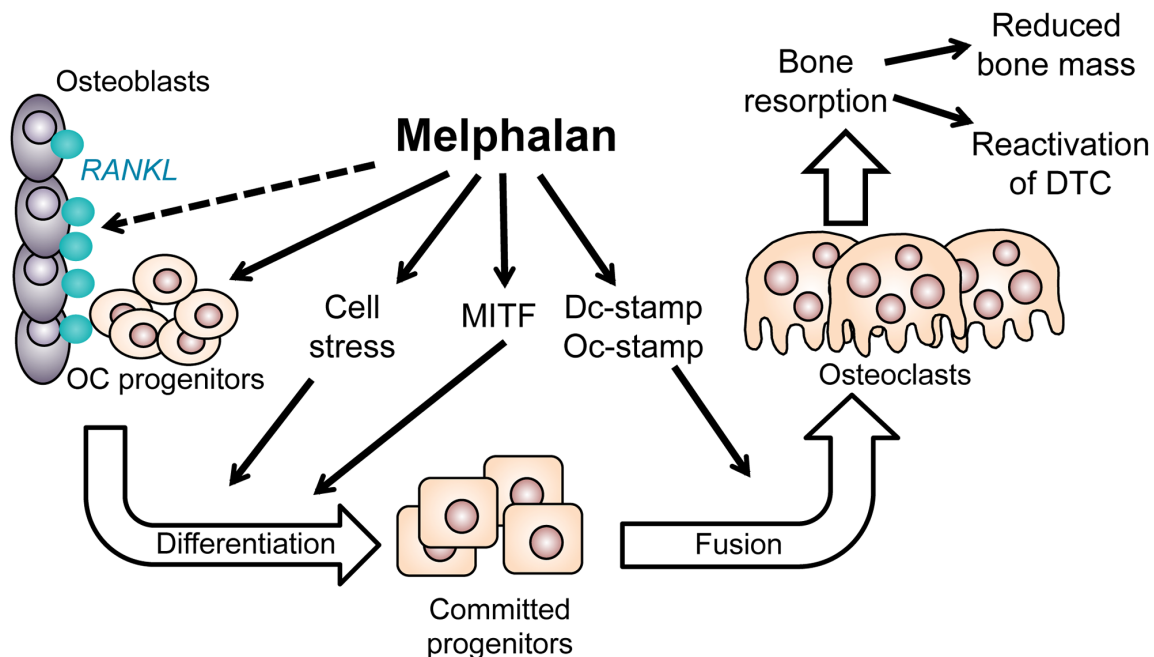 Osteoblasts
RANKL
OC progenitors
Melphalan
Cell
stress
MITF
Dc-stamp
Oc-stamp
Bone
resorption
Reduced
bone mass
Reactivation
of DTC
Osteoclasts
Differentiation
Committed
progenitors
Fusion